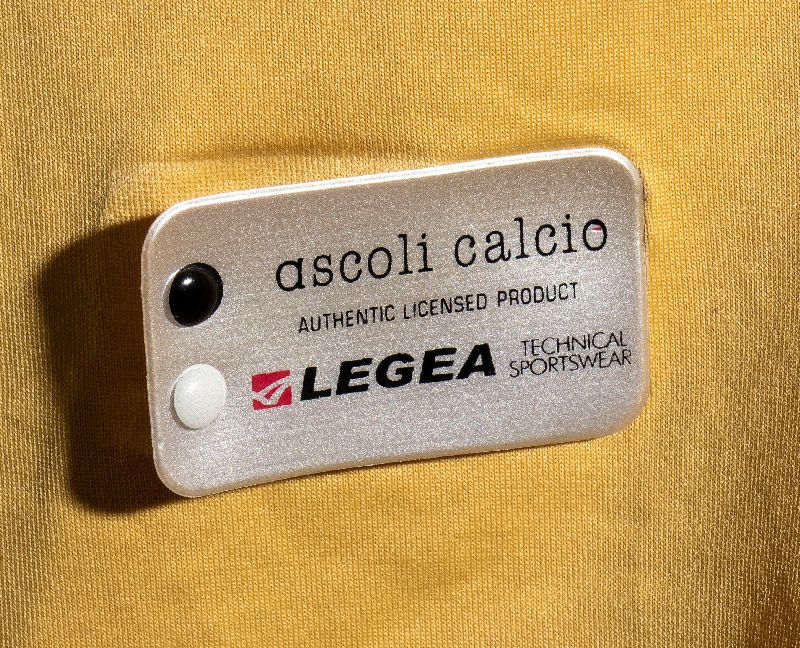 ascoli calcio
AUTHENTIC LICENSED PRODUCT
LEGEA TECHNICAL
SPORTSWEAR